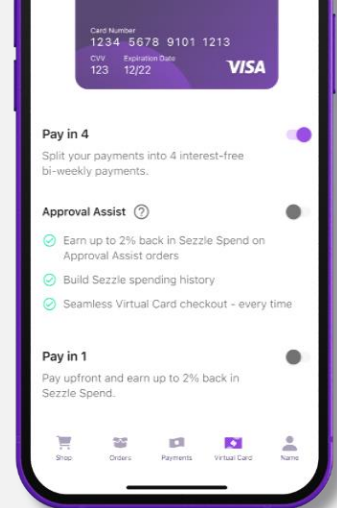 Card Number
1234 5678 9101 1213
CVV Expiration Date
123 12/22
VISA
Pay in 4
Split your payments into 4 interest-free
bi-weekly payments.
Approval Assist ?
Earn up to 2% back in Sezzle Spend on
Approval Assist orders
Build Sezzle spending history
Seamless Virtual Card checkout - every time
Pay in 1
Pay upfront and earn up to 2% back in
Sezzle Spend.
Shop Orders Payments Virtual Card Name